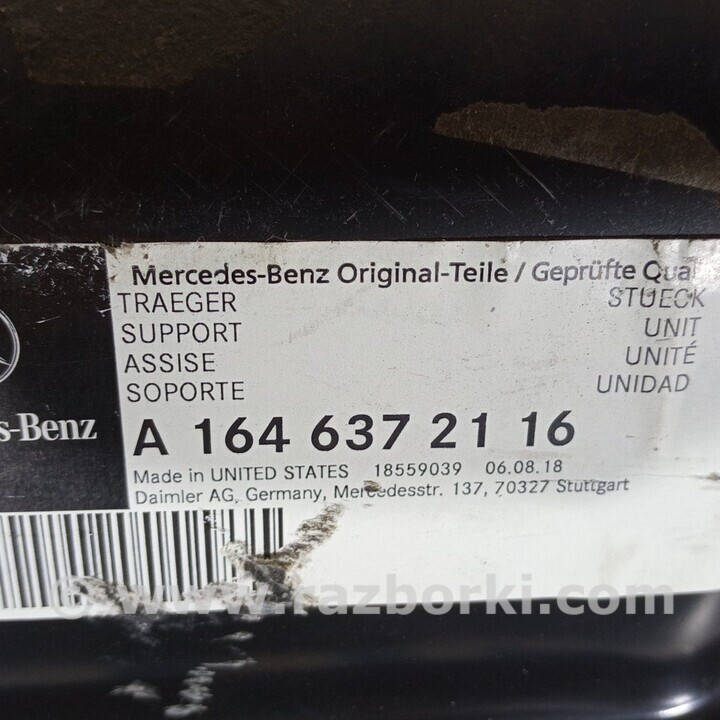 Mercedes-Benz Original-Teile / Geprüfte Qua
TRAEGER STUECK
SUPPORT UNIT
ASSISE UNITÉ
SOPORTE UNIDAD
s-Benz
A 164 637 21 16
Made in UNITED STATES 18559039 06.08.18
Daimler AG, Germany, Mercedesstr. 137, 70327 Stuttgart
© www.razborki.com